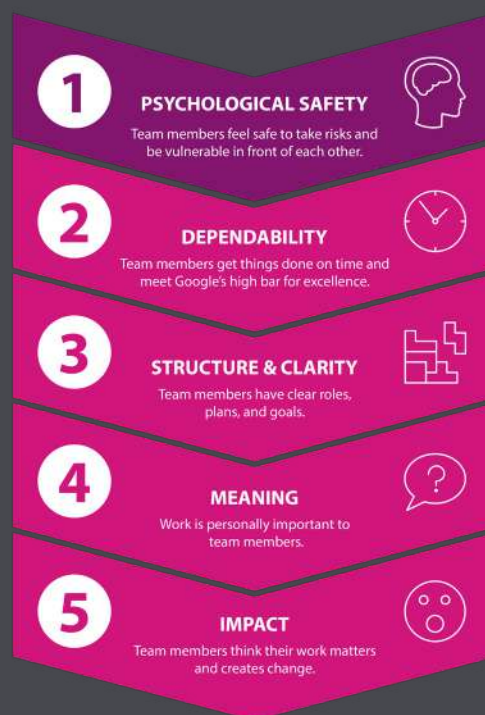 1
PSYCHOLOGICAL SAFETY
Team members feel safe to take risks and
be vulnerable in front of each other.
2
DEPENDABILITY
Team members get things done on time and
meet Google's high bar for excellence.
3
STRUCTURE & CLARITY
Team members have clear roles,
plans, and goals.
4
MEANING
Work is personally important to
team members.
?
5
IMPACT
Team members think their work matters
and creates change.